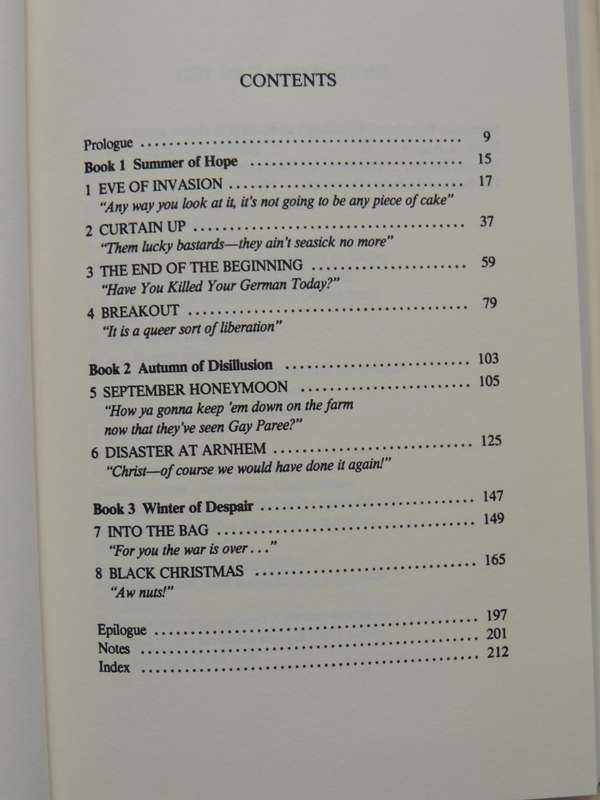 CONTENTS
Prologue ............................................. 9
Book 1 Summer of Hope .............................. 15
1 EVE OF INVASION ................................. 17
"Any way you look at it, it's not going to be any piece of cake"
2 CURTAIN UP ...................................... 37
"Them lucky bastards—they ain't seasick no more"
3 THE END OF THE BEGINNING ...................... 59
"Have You Killed Your German Today?"
4 BREAKOUT ....................................... 79
"It is a queer sort of liberation"
Book 2 Autumn of Disillusion .......................... 103
5 SEPTEMBER HONEYMOON ........................ 105
"How ya gonna keep 'em down on the farm
now that they've seen Gay Paree?"
6 DISASTER AT ARNHEM ............................ 125
"Christ—of course we would have done it again!"
Book 3 Winter of Despair .............................. 147
7 INTO THE BAG .................................... 149
"For you the war is over ..."
8 BLACK CHRISTMAS ............................... 165
"Aw nuts!"
Epilogue .............................................. 197
Notes ................................................ 201
Index ................................................ 212